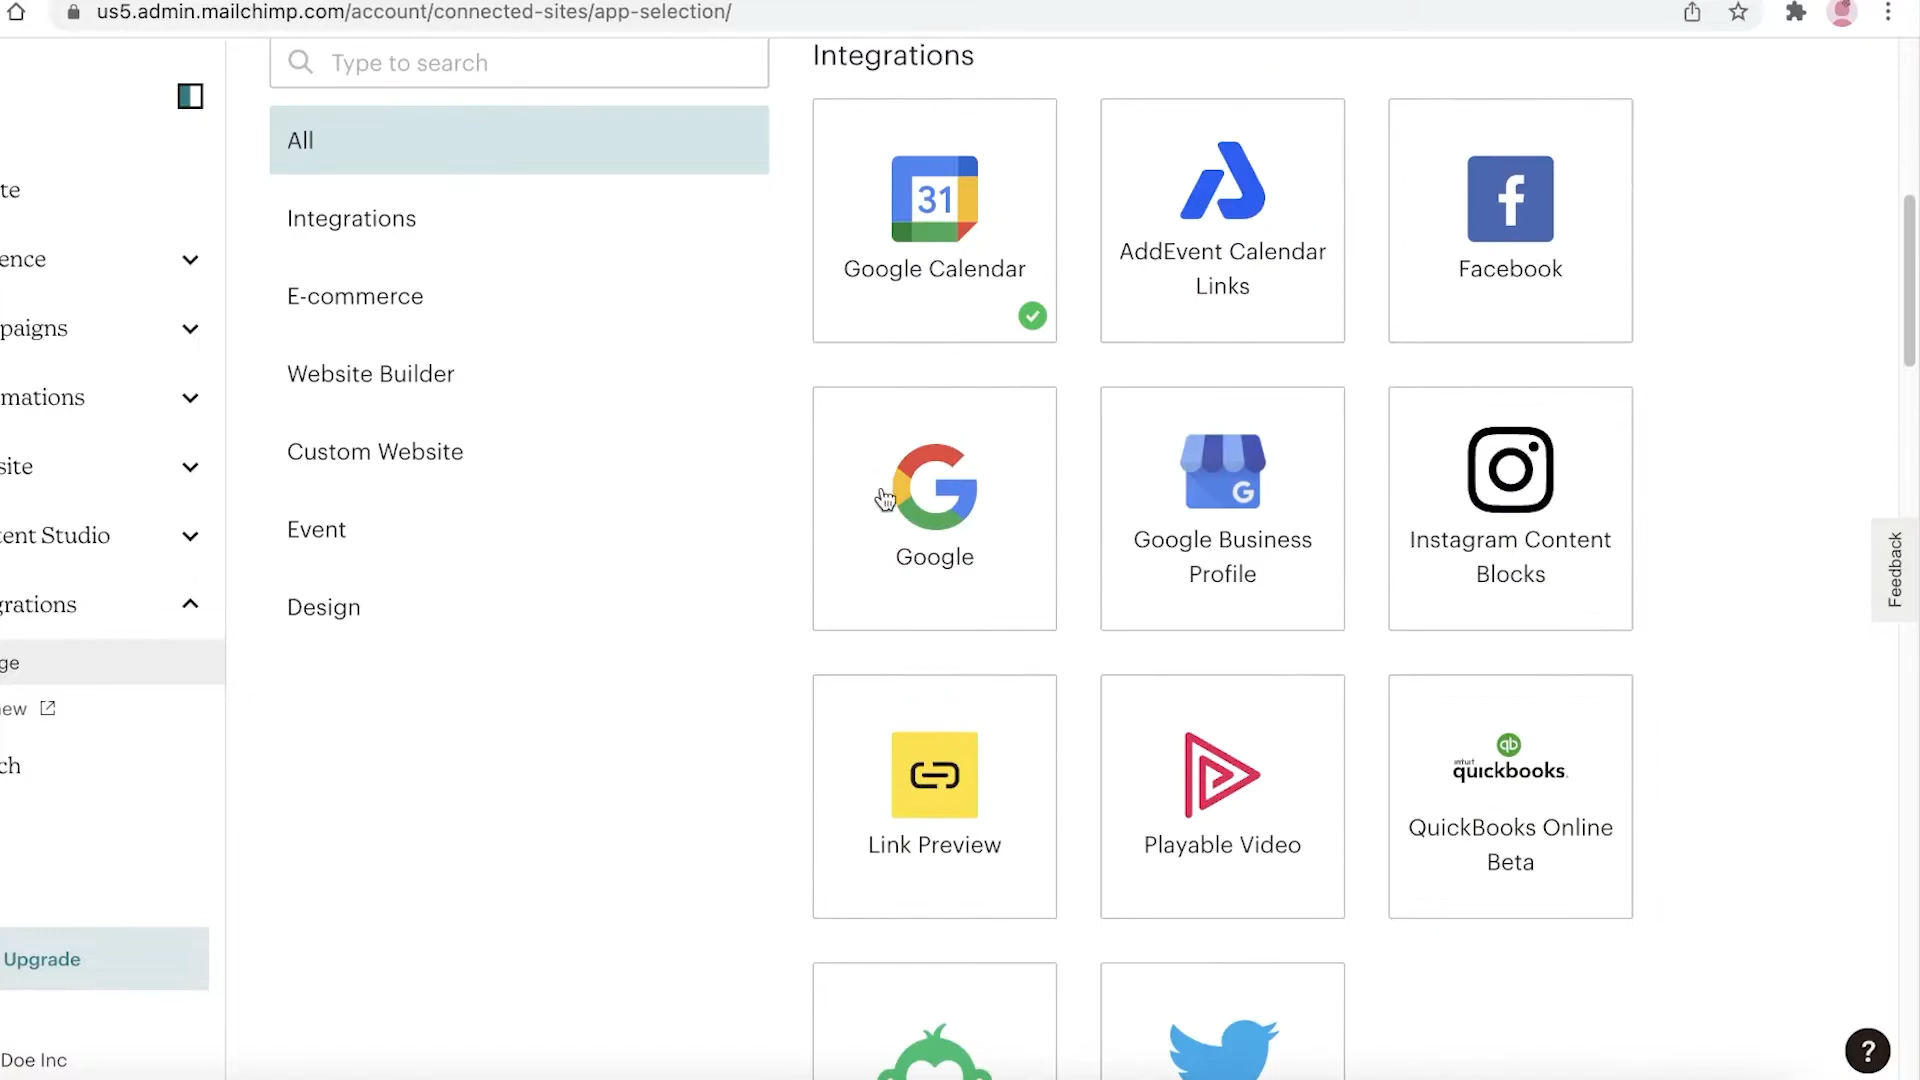 us5.admin.mailchimp.com/account/connected-sites/app-selection/
te
ence
paigns
mations
site
tent Studio
grations
ge
ew
ch
Upgrade
Doe Inc
Type to search
All
Integrations
E-commerce
Website Builder
Custom Website
Event
Design
Integrations
31
Google Calendar
AddEvent Calendar
Links
Facebook
Google
G
Google Business
Profile
Instagram Content
Blocks
Link Preview
Playable Video
qb
intuit
quickbooks.
QuickBooks Online
Beta
Feedback
?